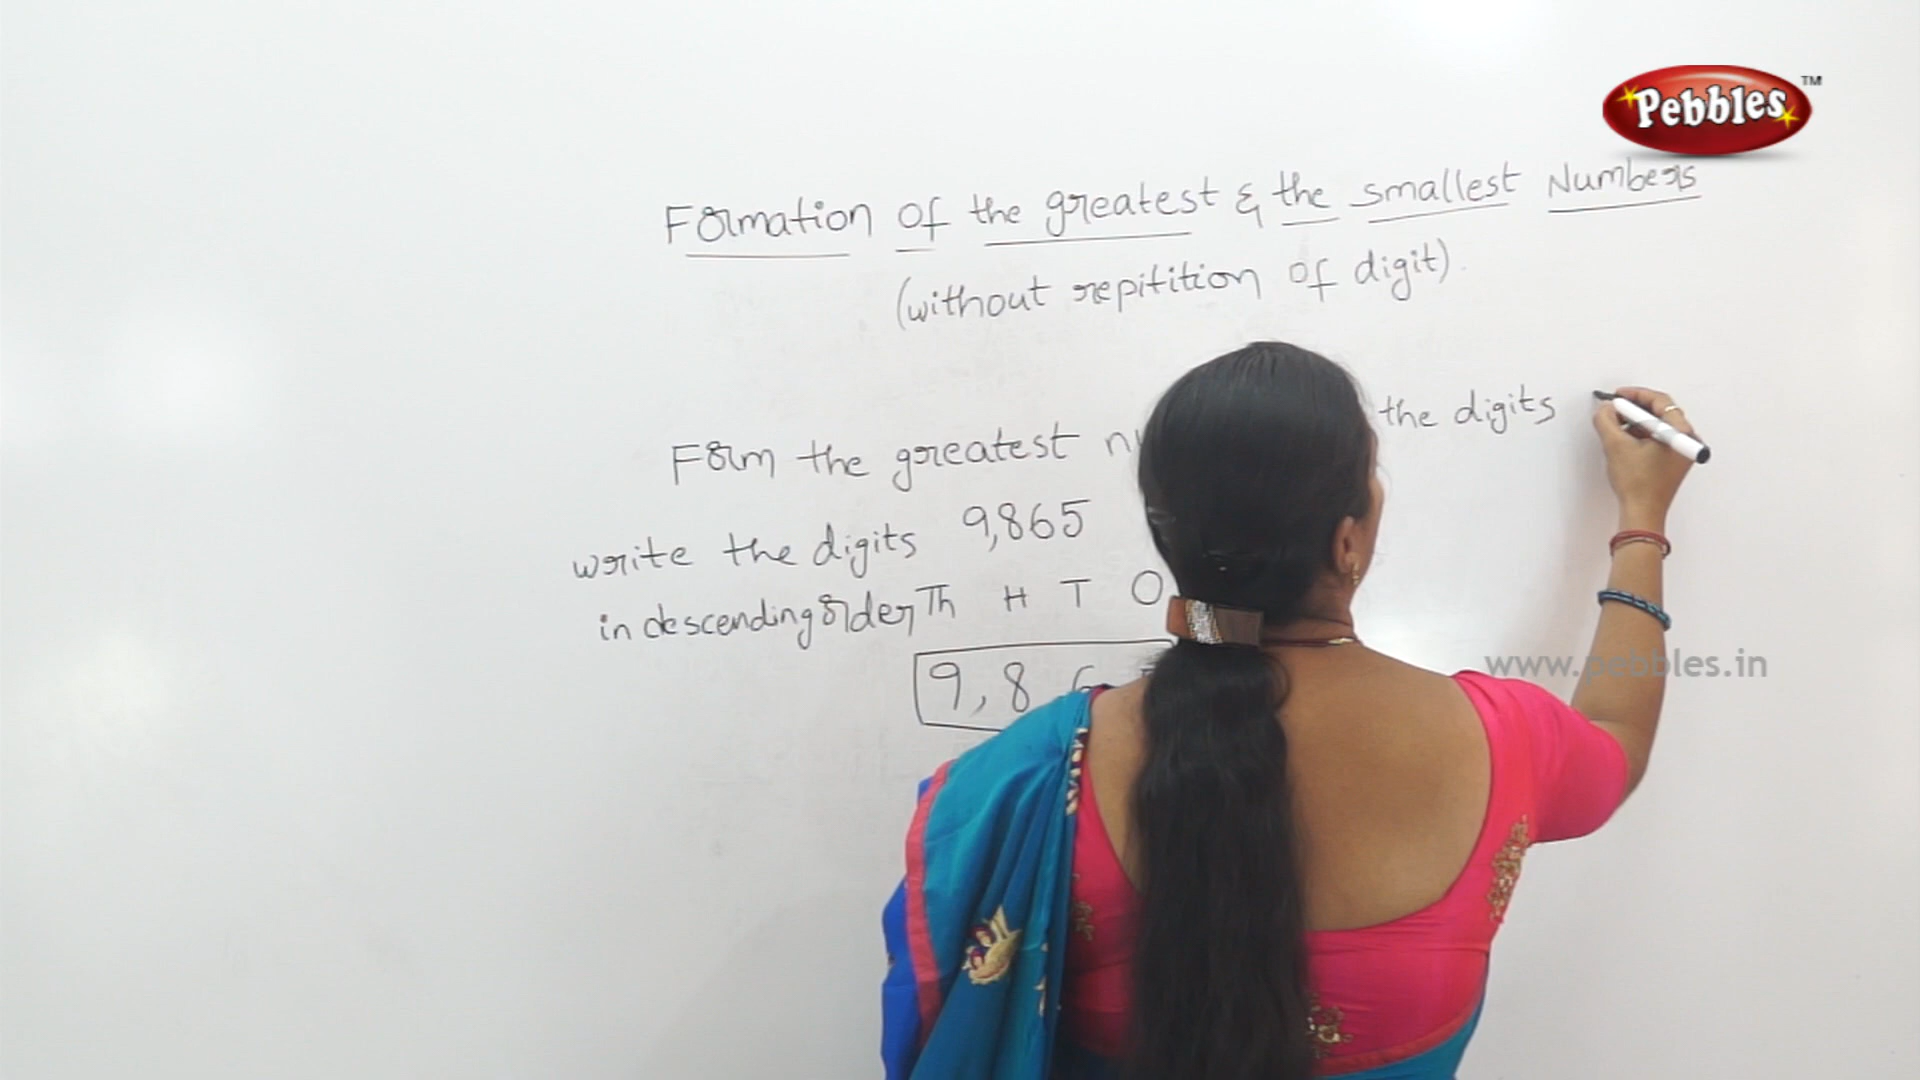 Pebbles TM
Formation of the greatest & the smallest Numbers
(without repitition of digit).
Form the greatest the digits
write the digits 9,865
in descending order Th H T O
9,8
www.pebbles.in